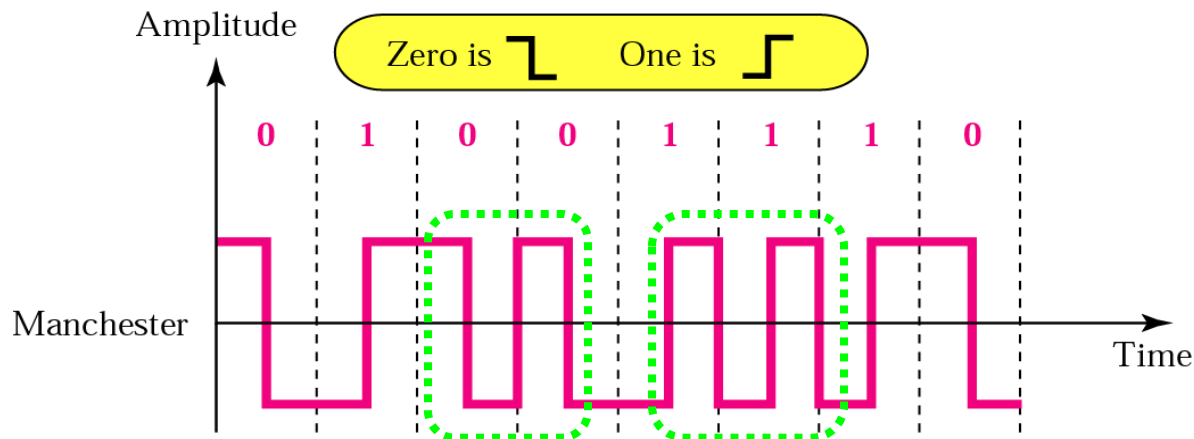 Amplitude
Zero is One is
0 1 0 0 1 1 1 0
Manchester
Time